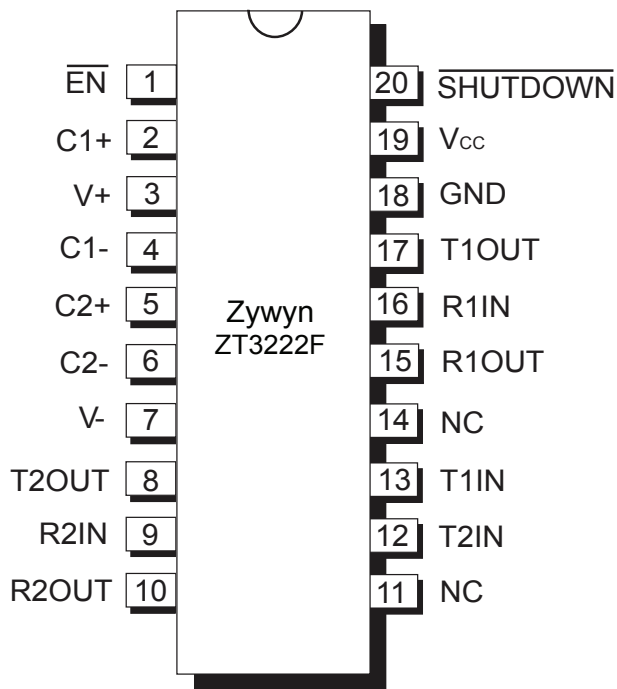 E̅N̅ 1
C1+ 2
V+ 3
C1- 4
C2+ 5
C2- 6
V- 7
T2OUT 8
R2IN 9
R2OUT 10
Zywyn
ZT3222F
20 S̅H̅U̅T̅D̅O̅W̅N̅
19 Vcc
18 GND
17 T1OUT
16 R1IN
15 R1OUT
14 NC
13 T1IN
12 T2IN
11 NC